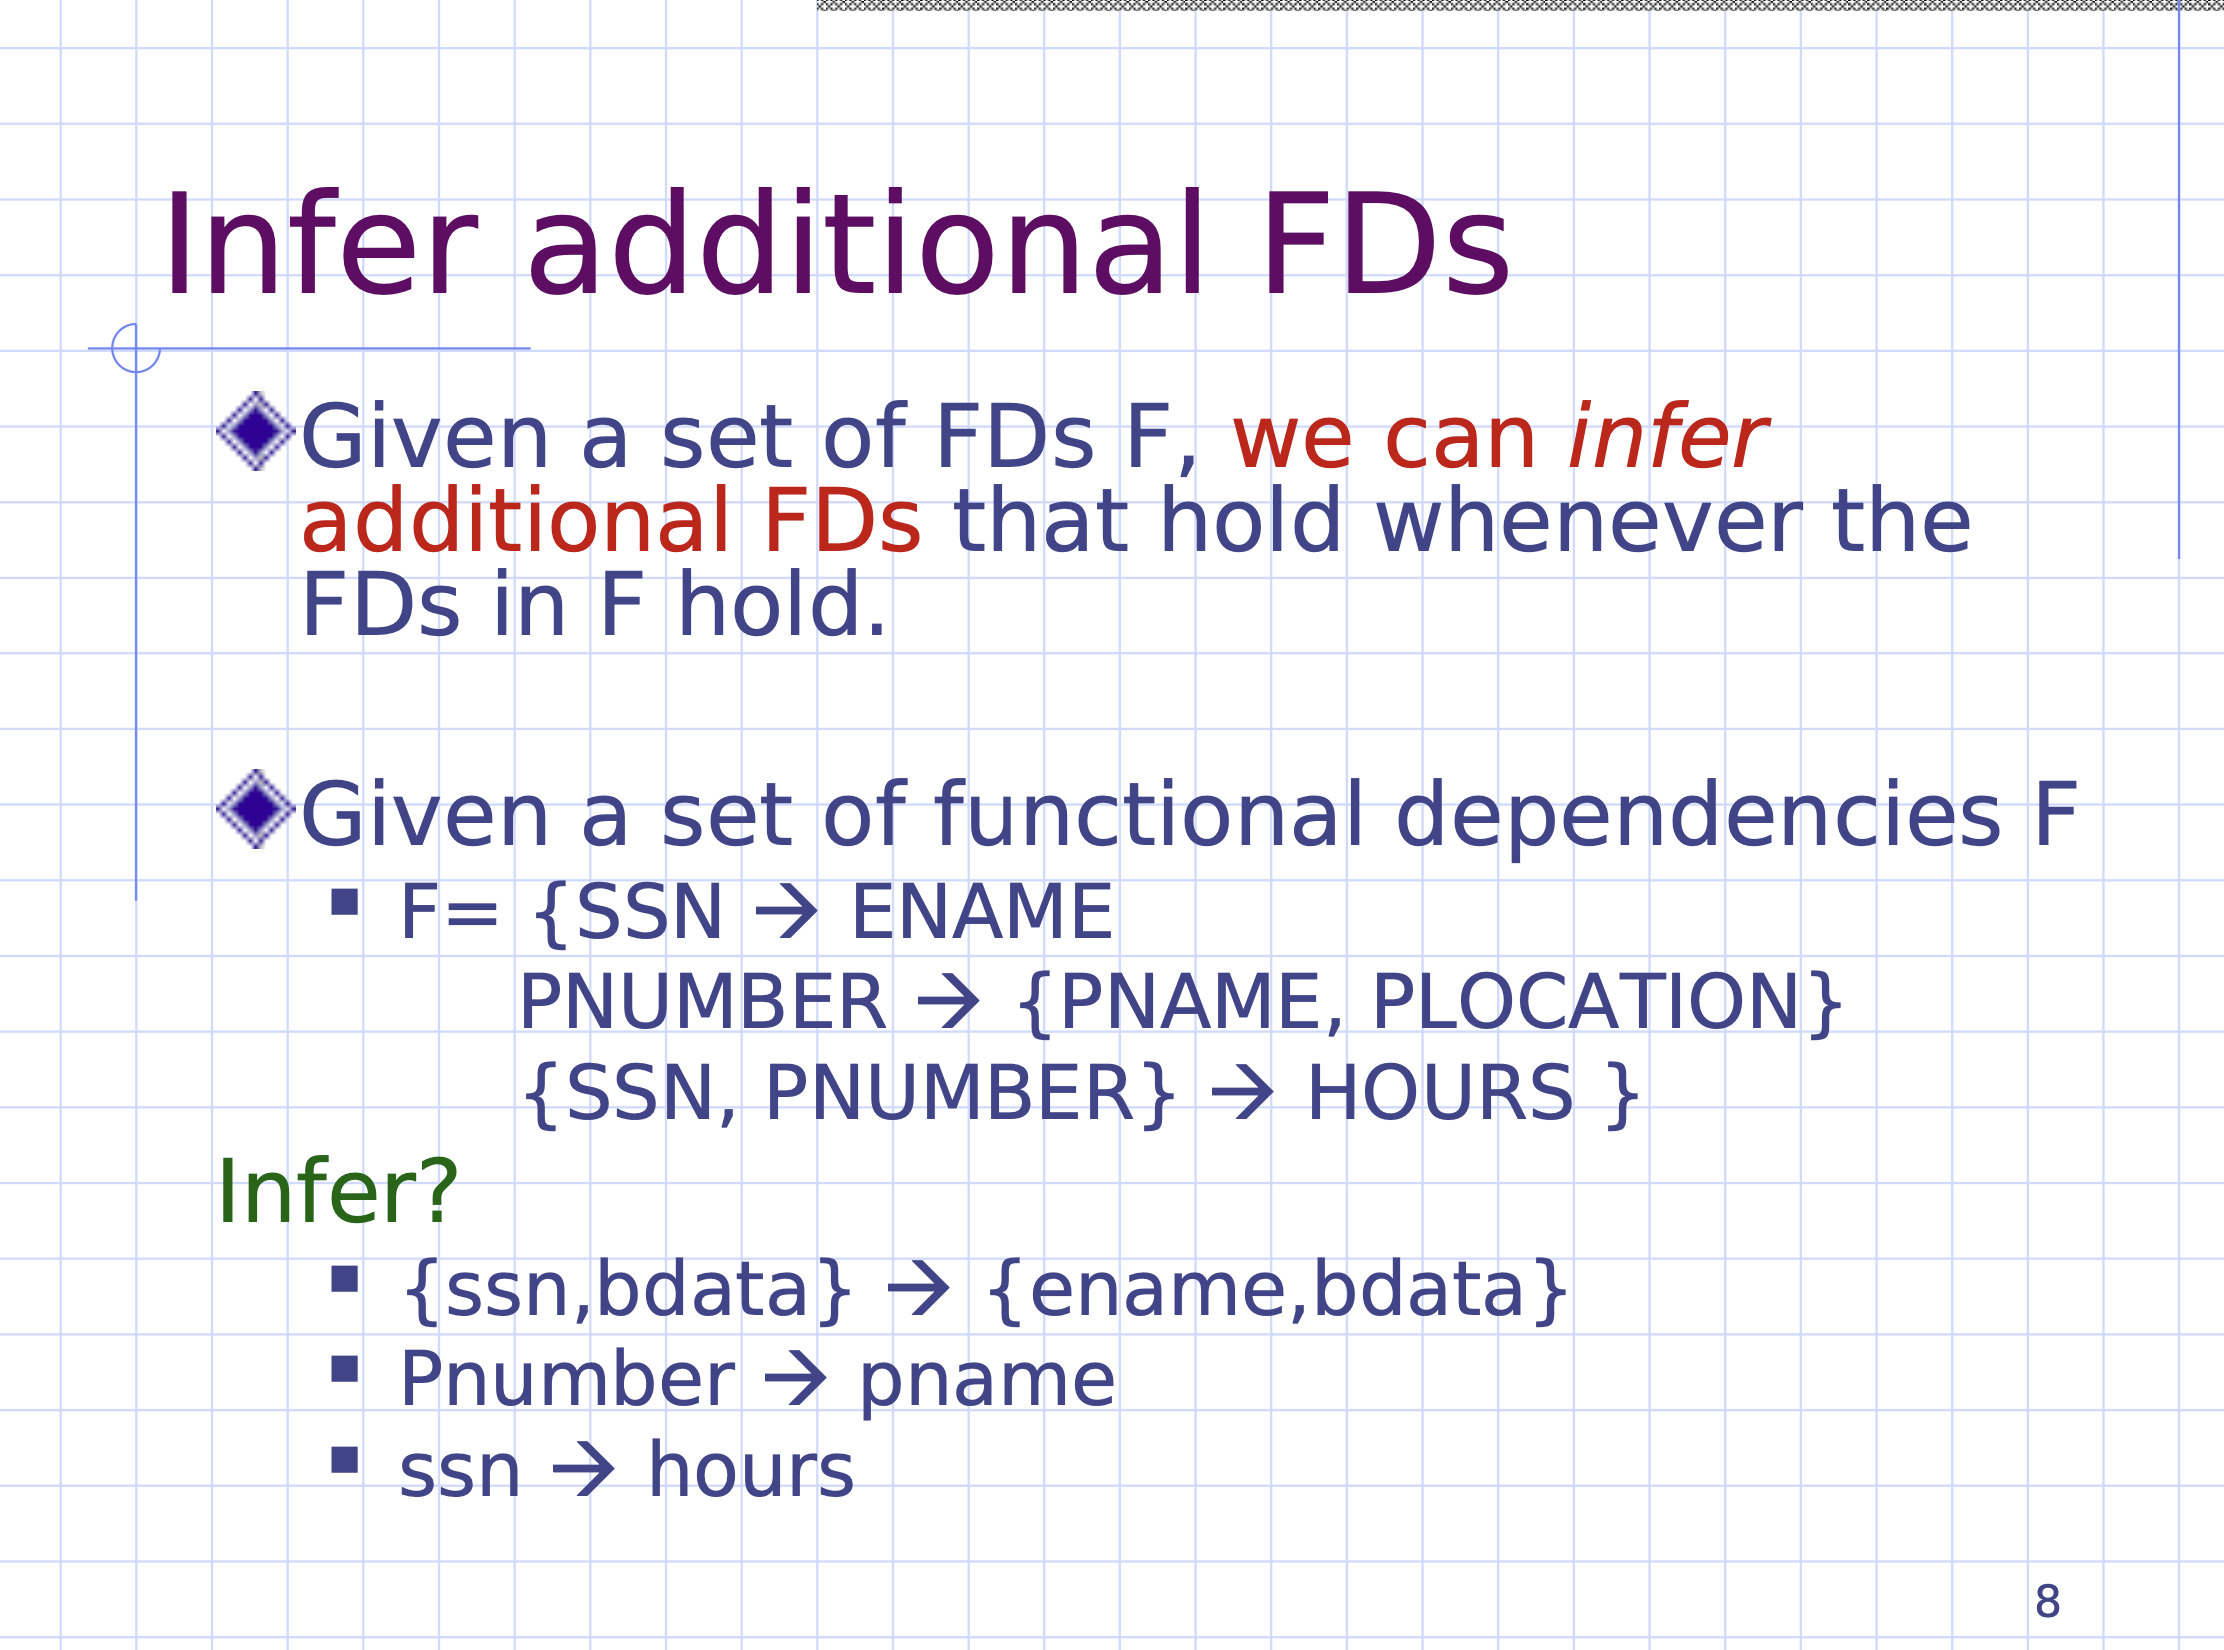 Infer additional FDs
Given a set of FDs F, we can infer
additional FDs that hold whenever the
FDs in F hold.
Given a set of functional dependencies F
F= {SSN → ENAME
PNUMBER → {PNAME, PLOCATION}
{SSN, PNUMBER} → HOURS }
Infer?
{ssn,bdata} → {ename,bdata}
Pnumber → pname
ssn → hours
8